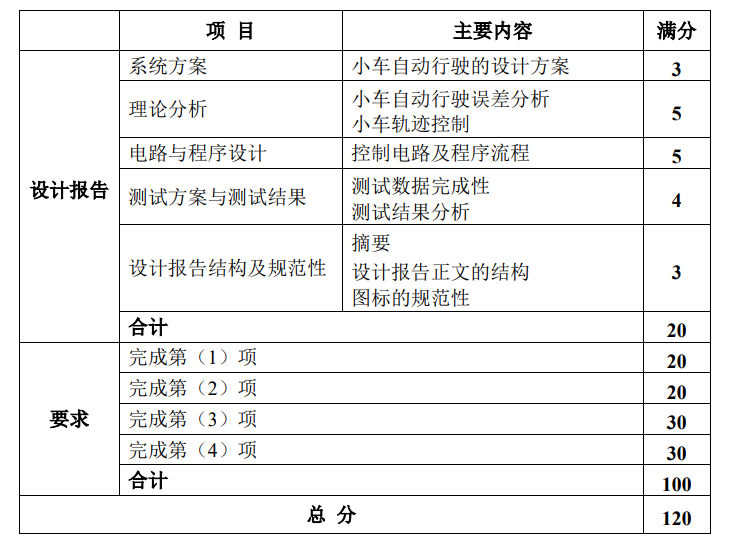 项 目 主要内容 满分
设计报告
系统方案 小车自动行驶的设计方案 3
理论分析 小车自动行驶误差分析
小车轨迹控制 5
电路与程序设计 控制电路及程序流程 5
测试方案与测试结果 测试数据完成性
测试结果分析 4
设计报告结构及规范性 摘要
设计报告正文的结构
图标的规范性 3
合计 20
要求
完成第（1）项 20
完成第（2）项 20
完成第（3）项 30
完成第（4）项 30
合计 100
总 分 120